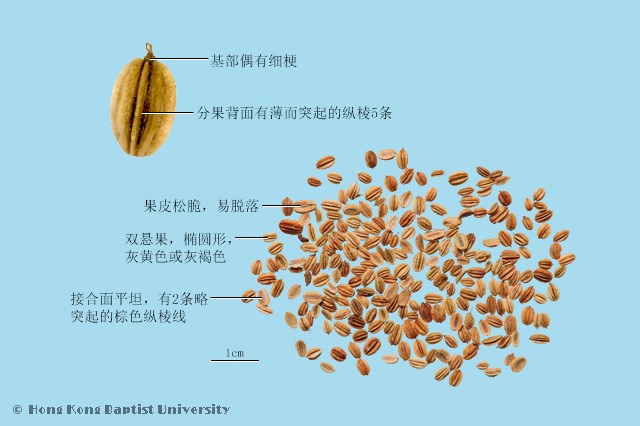 基部偶有细梗
分果背面有薄而突起的纵棱5条
果皮松脆，易脱落
双悬果，椭圆形，
灰黄色或灰褐色
接合面平坦，有2条略
突起的棕色纵棱线
1cm
© Hong Kong Baptist University